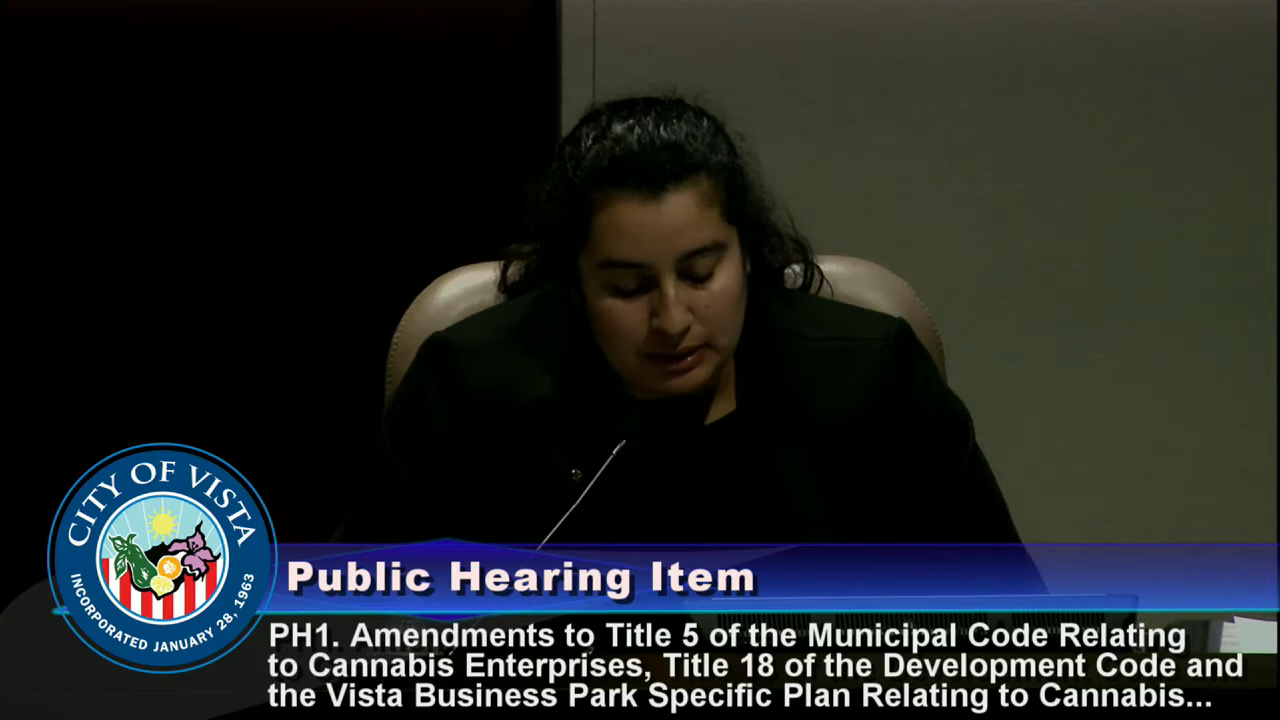 CITY OF VISTA
INCORPORATED JANUARY 28, 1963
Public Hearing Item
PH1. Amendments to Title 5 of the Municipal Code Relating
to Cannabis Enterprises, Title 18 of the Development Code and
the Vista Business Park Specific Plan Relating to Cannabis...